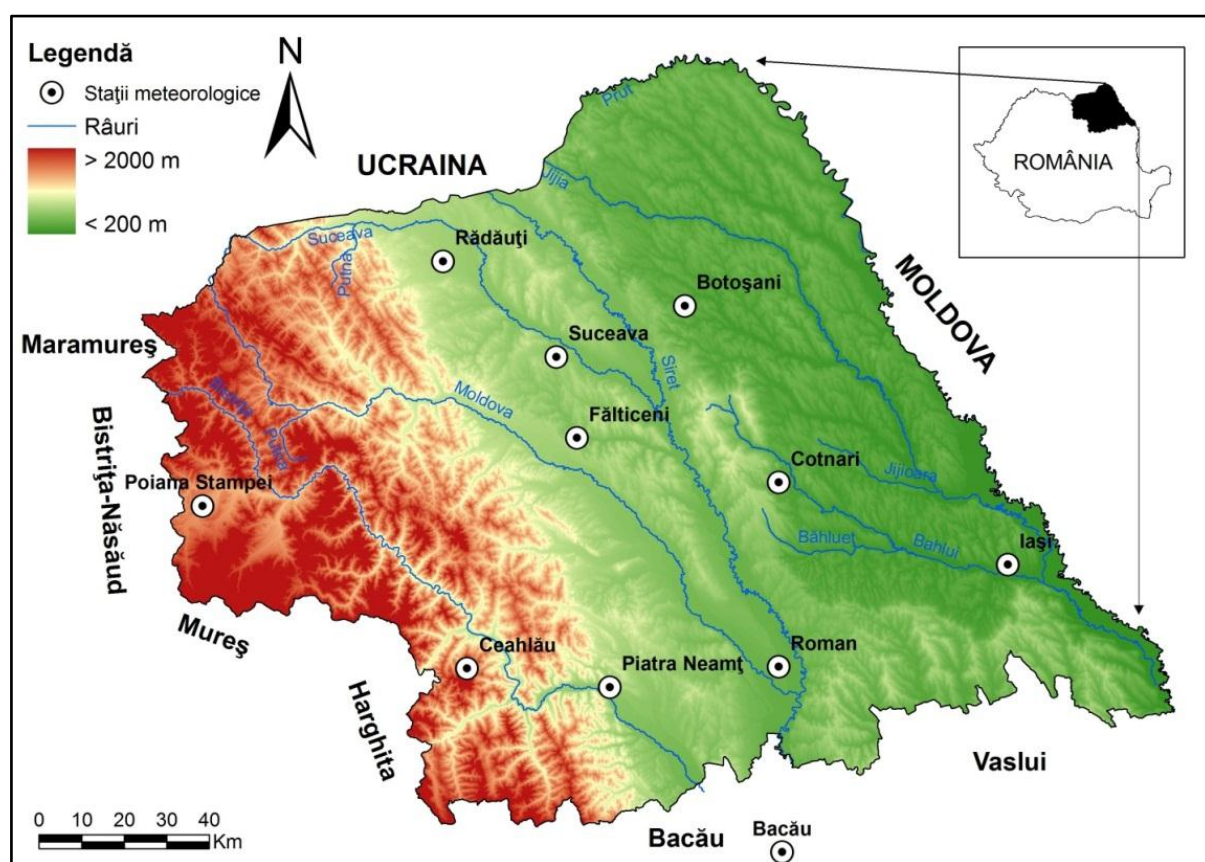 Legendă
Staţii meteorologice
Râuri
> 2000 m
< 200 m
N
UCRAINA
ROMÂNIA
MOLDOVA
Maramureş
Bistriţa-Năsăud
Mureş
Harghita
Bacău
Vaslui
Prut
Jijia
Suceava
Putna
Rădăuţi
Botoşani
Suceava
Siret
Moldova
Fălticeni
Bistriţa
Putna
Poiana Stampei
Cotnari
Jijioara
Băhluet
Bahlui
Iaşi
Ceahlău
Piatra Neamţ
Roman
Bacău
0 10 20 30 40
Km